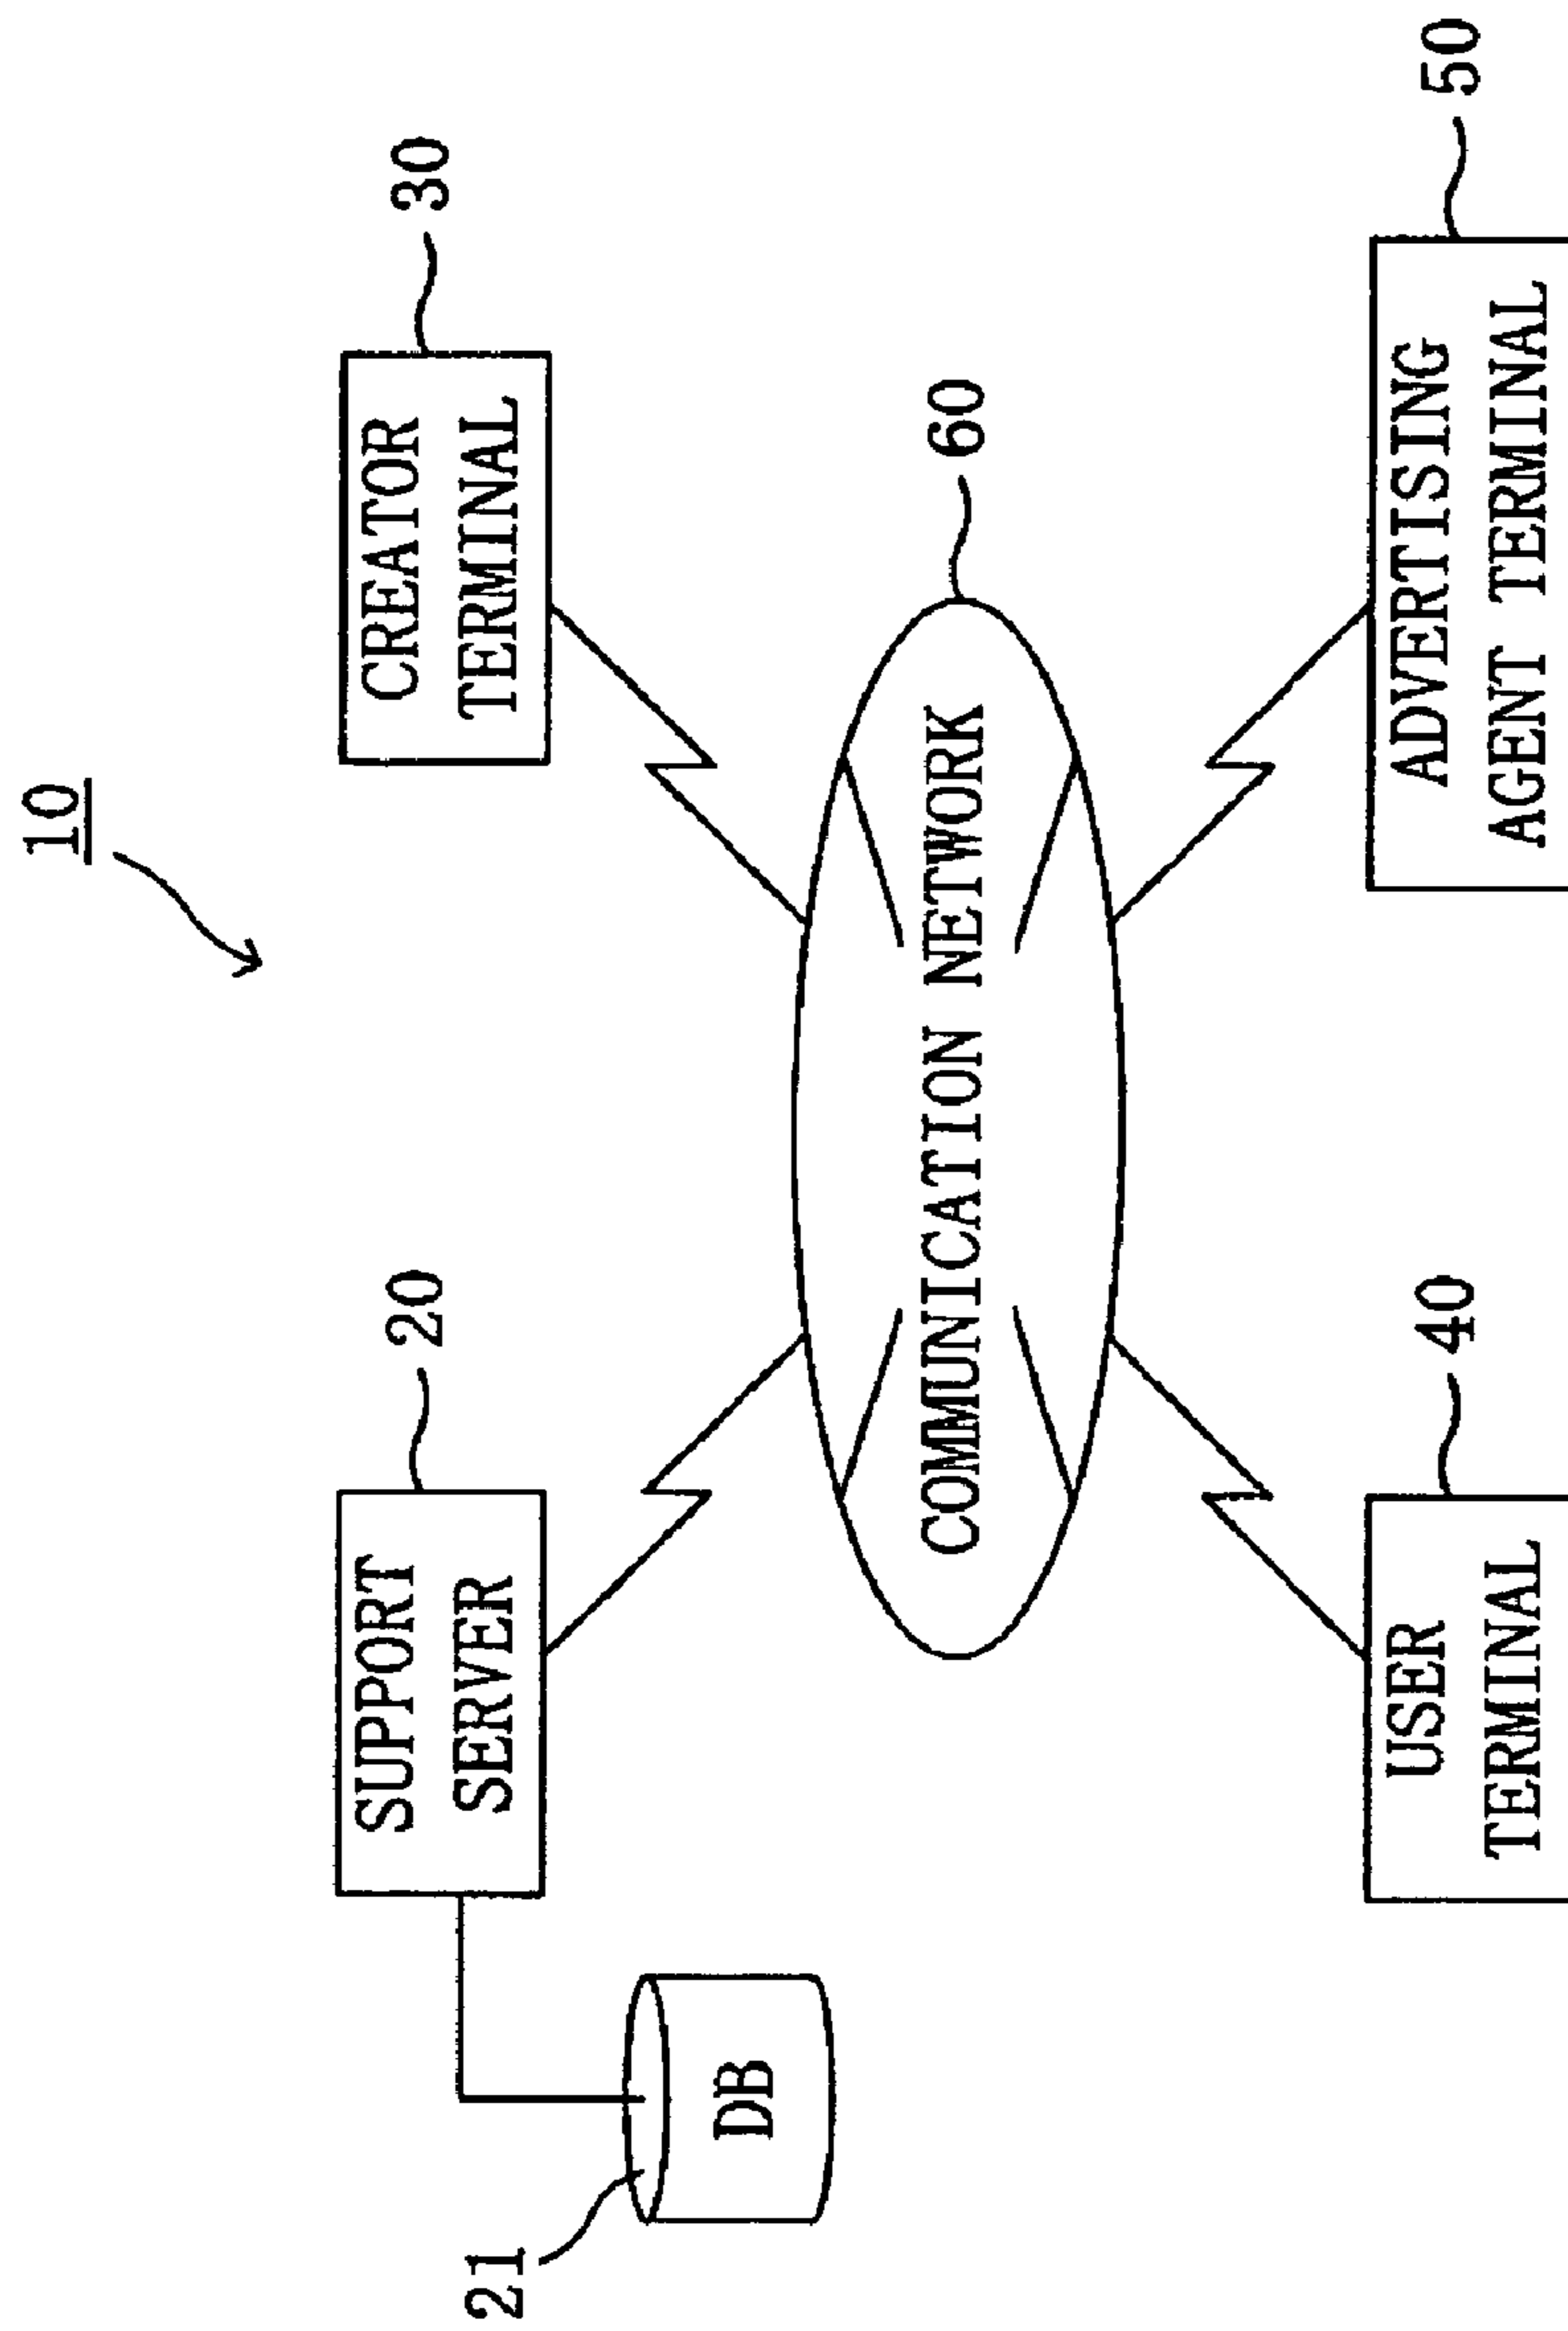 10
20
SUPPORT
SERVER
30
CREATOR
TERMINAL
21
DB
60
COMMUNICATION NETWORK
40
USER
TERMINAL
50
ADVERTISING
AGENT TERMINAL